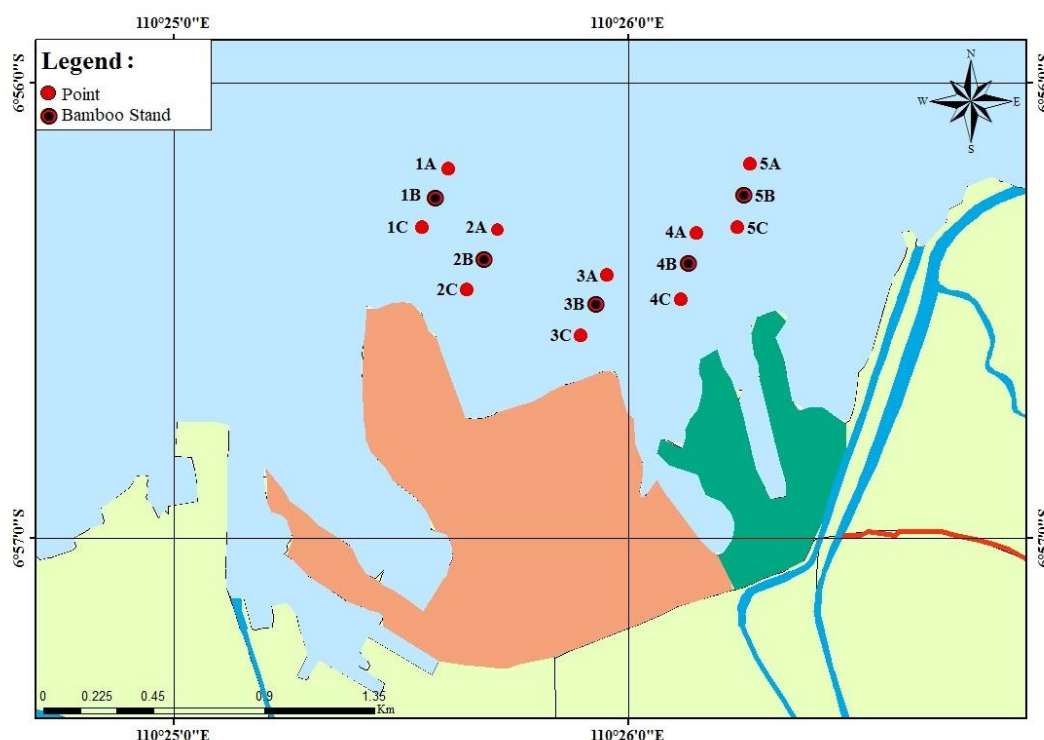 110°25'0"E 110°26'0"E
Legend :
Point
Bamboo Stand
6°56'0"S 6°56'0"S
N
W E
S
1A 5A
1B 5B
1C 2A 4A 5C
2B 4B
2C 3A 4C
3B
3C
6°57'0"S 6°57'0"S
0 0.225 0.45 0.9 1.35
Km
110°25'0"E 110°26'0"E